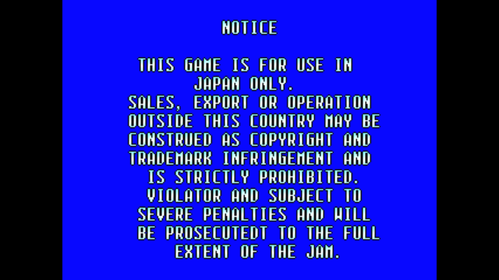 NOTICE
THIS GAME IS FOR USE IN
JAPAN ONLY.
SALES, EXPORT OR OPERATION
OUTSIDE THIS COUNTRY MAY BE
CONSTRUED AS COPYRIGHT AND
TRADEMARK INFRINGEMENT AND
IS STRICTLY PROHIBITED.
VIOLATOR AND SUBJECT TO
SEVERE PENALTIES AND WILL
BE PROSECUTEDT TO THE FULL
EXTENT OF THE JAM.